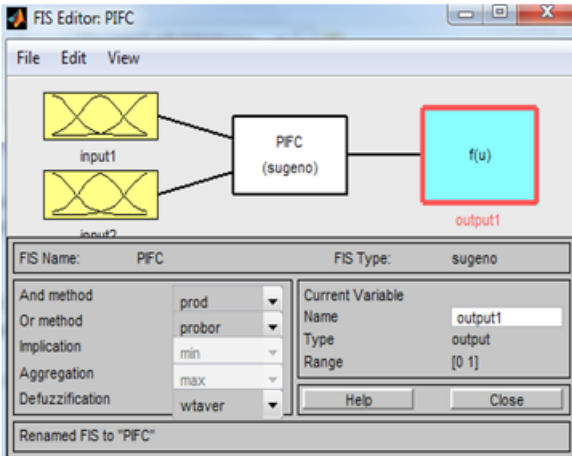 FIS Editor: PIFC
File Edit View
input1
PIFC
(sugeno)
f(u)
output1
input2
FIS Name: PIFC FIS Type: sugeno
And method prod
Or method probor
Implication min
Aggregation max
Defuzzification wtaver
Current Variable
Name output1
Type output
Range [0 1]
Help Close
Renamed FIS to "PIFC"